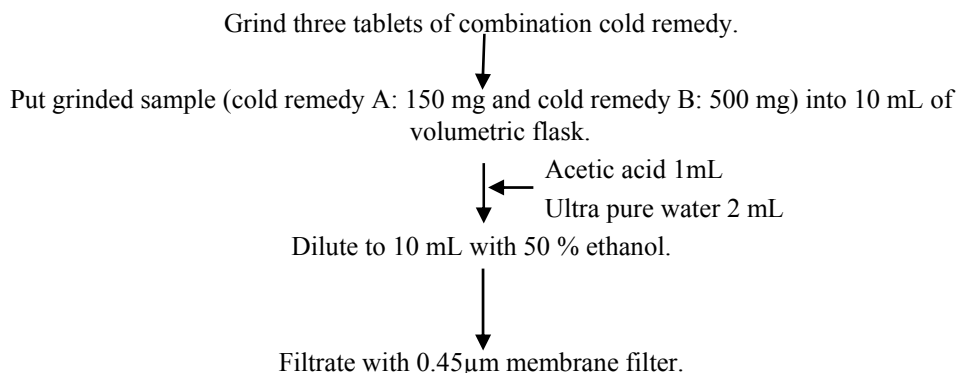 Grind three tablets of combination cold remedy.
Put grinded sample (cold remedy A: 150 mg and cold remedy B: 500 mg) into 10 mL of
volumetric flask.
Acetic acid 1mL
Ultra pure water 2 mL
Dilute to 10 mL with 50 % ethanol.
Filtrate with 0.45μm membrane filter.